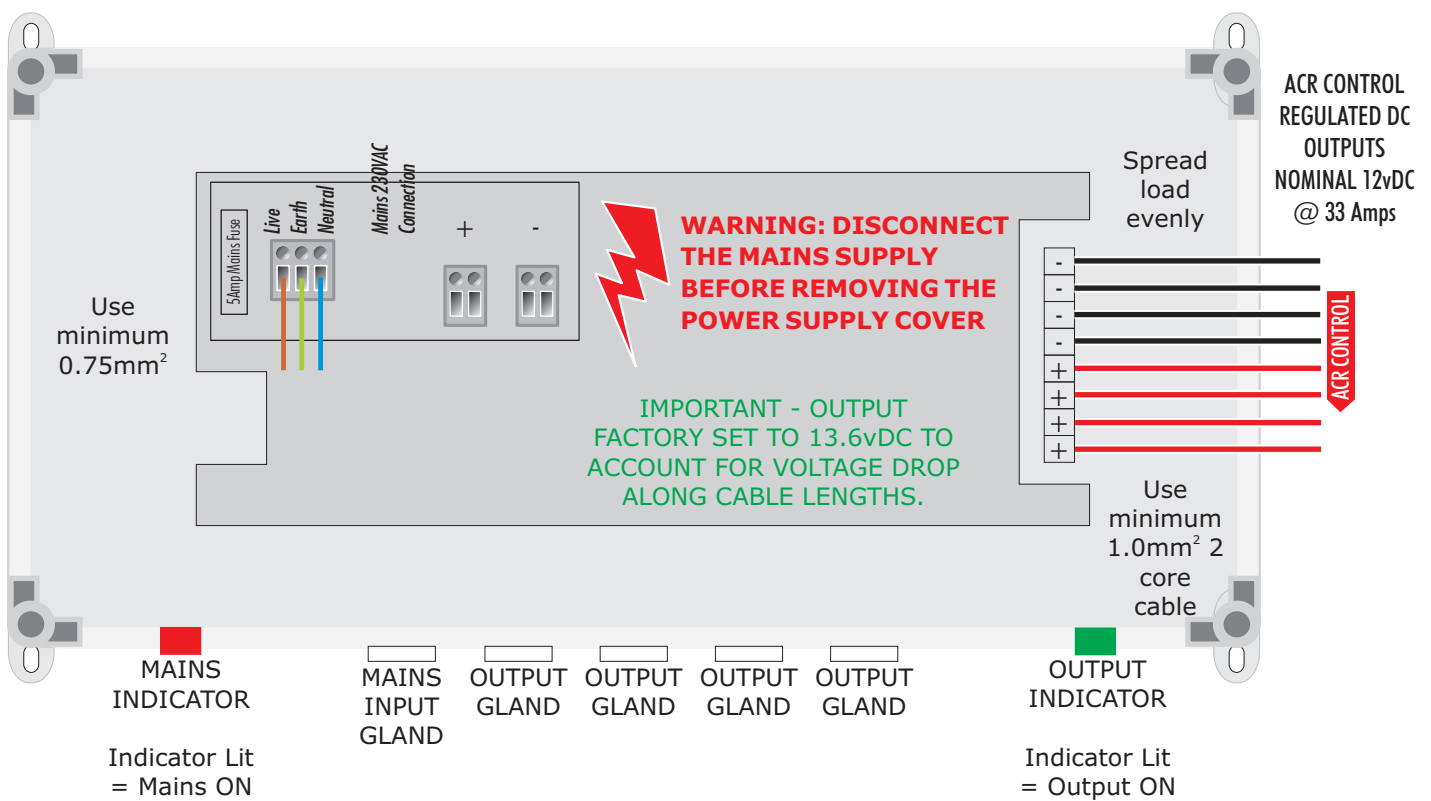 ACR CONTROL
REGULATED DC
OUTPUTS
NOMINAL 12vDC
@ 33 Amps
Spread
load
evenly
5Amp Mains Fuse
Live
Earth
Neutral
Mains 230VAC
Connection
+
-
WARNING: DISCONNECT
THE MAINS SUPPLY
BEFORE REMOVING THE
POWER SUPPLY COVER
Use
minimum
0.75mm²
-
-
-
-
+
+
+
+
ACR CONTROL
IMPORTANT - OUTPUT
FACTORY SET TO 13.6vDC TO
ACCOUNT FOR VOLTAGE DROP
ALONG CABLE LENGTHS.
Use
minimum
1.0mm² 2
core
cable
MAINS
INDICATOR
Indicator Lit
= Mains ON
MAINS
INPUT
GLAND
OUTPUT
GLAND
OUTPUT
GLAND
OUTPUT
GLAND
OUTPUT
GLAND
OUTPUT
INDICATOR
Indicator Lit
= Output ON